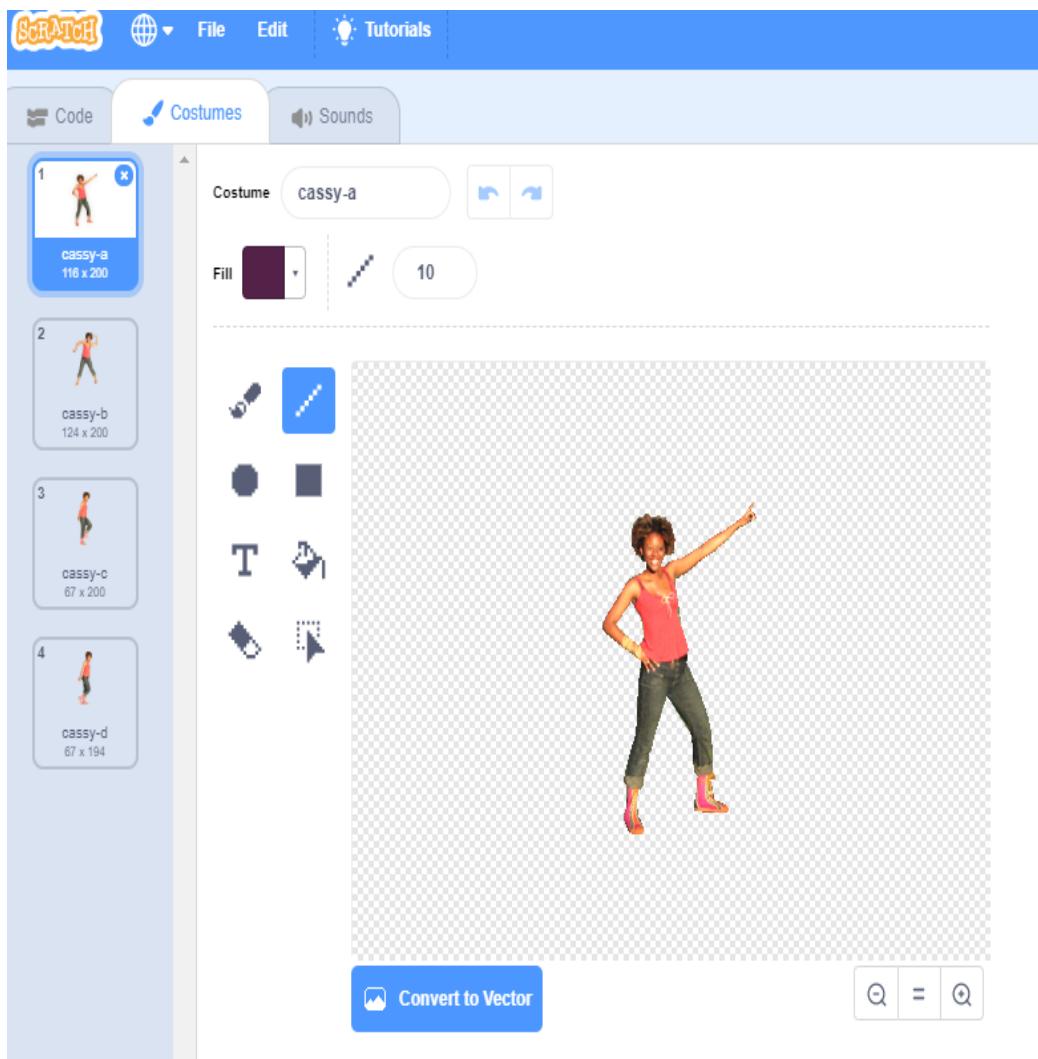 SCRATCH File Edit Tutorials
Code Costumes Sounds
1
cassy-a
116 x 200
2
cassy-b
124 x 200
3
cassy-c
67 x 200
4
cassy-d
67 x 194
Costume cassy-a
Fill 10
T
Convert to Vector